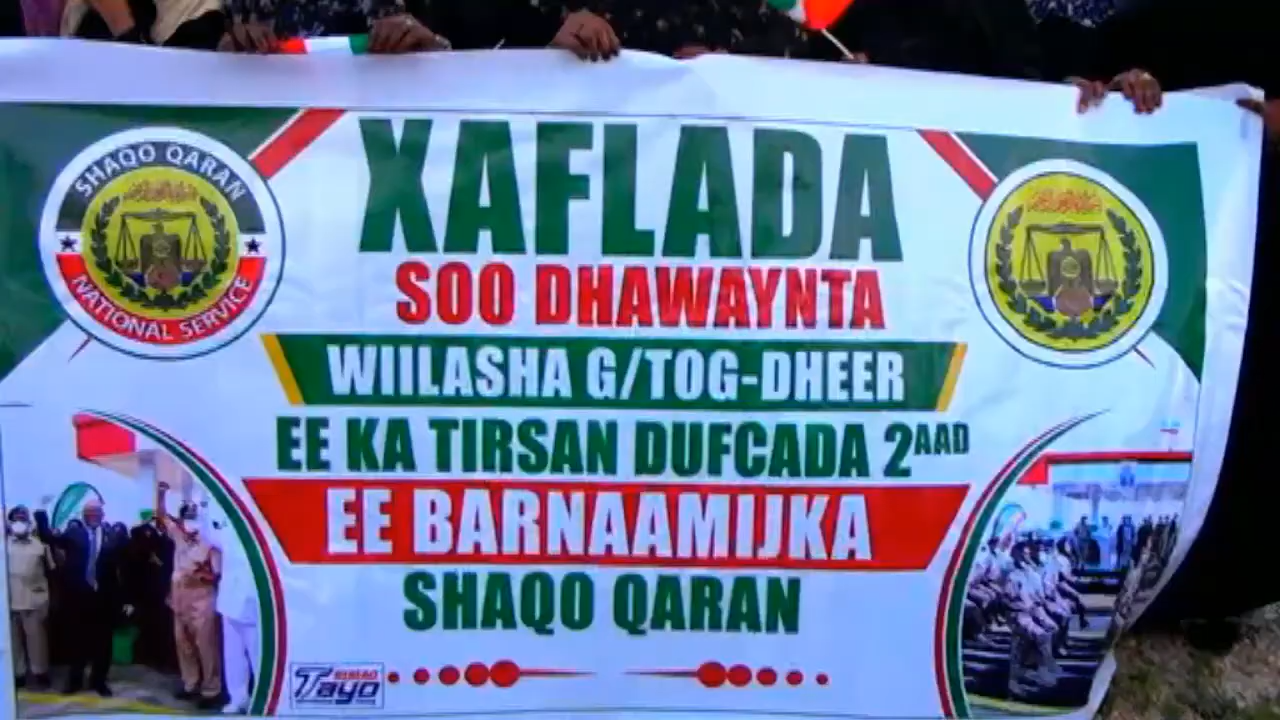 SHAQO QARAN
NATIONAL SERVICE
XAFLADA
SOO DHAWAYNTA
WIILASHA G/TOG-DHEER
EE KA TIRSAN DUFCADA 2AAD
EE BARNAAMIJKA
SHAQO QARAN
Tayo